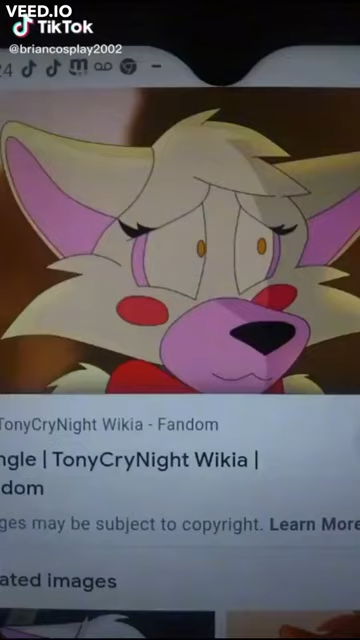 VEED.IO
TikTok
@briancosplay2002
24
TonyCryNight Wikia - Fandom
ngle | TonyCryNight Wikia |
dom
ges may be subject to copyright. Learn More
ated images